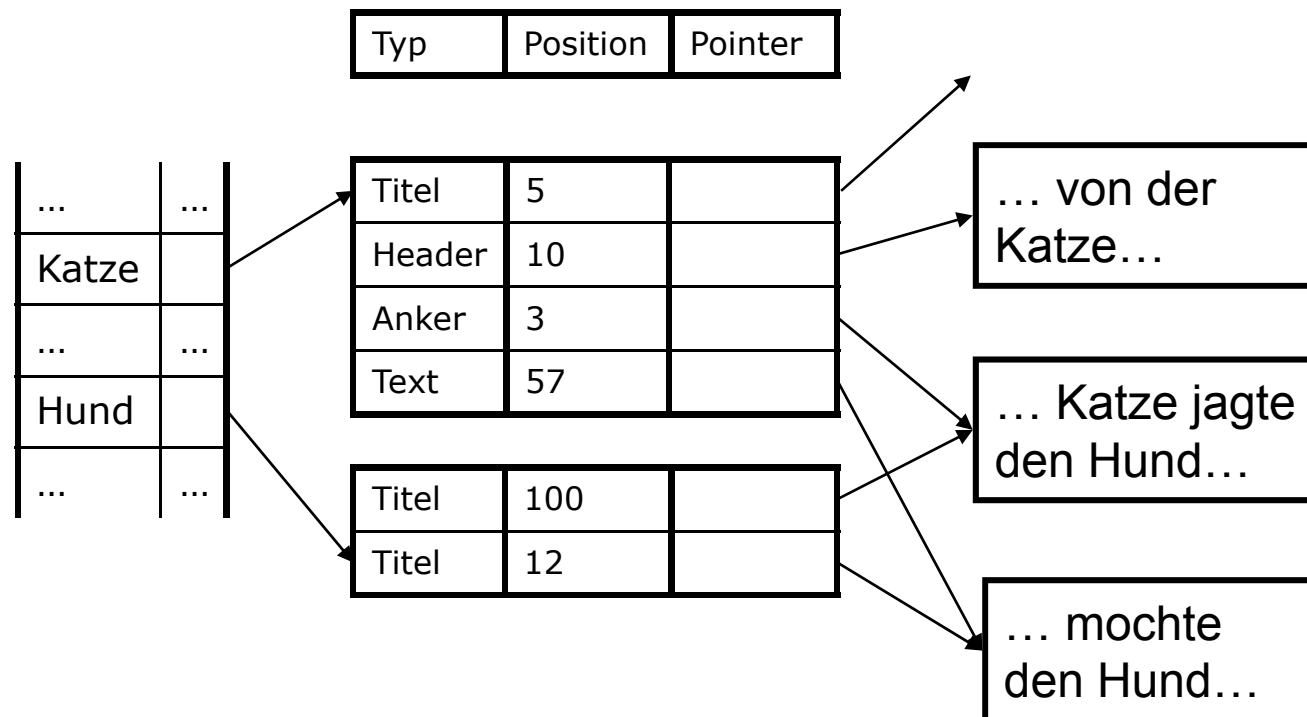 Typ Position Pointer
... ...
Katze
... ...
Hund
... ...
Titel 5
Header 10
Anker 3
Text 57
Titel 100
Titel 12
… von der
Katze…
… Katze jagte
den Hund…
… mochte
den Hund…